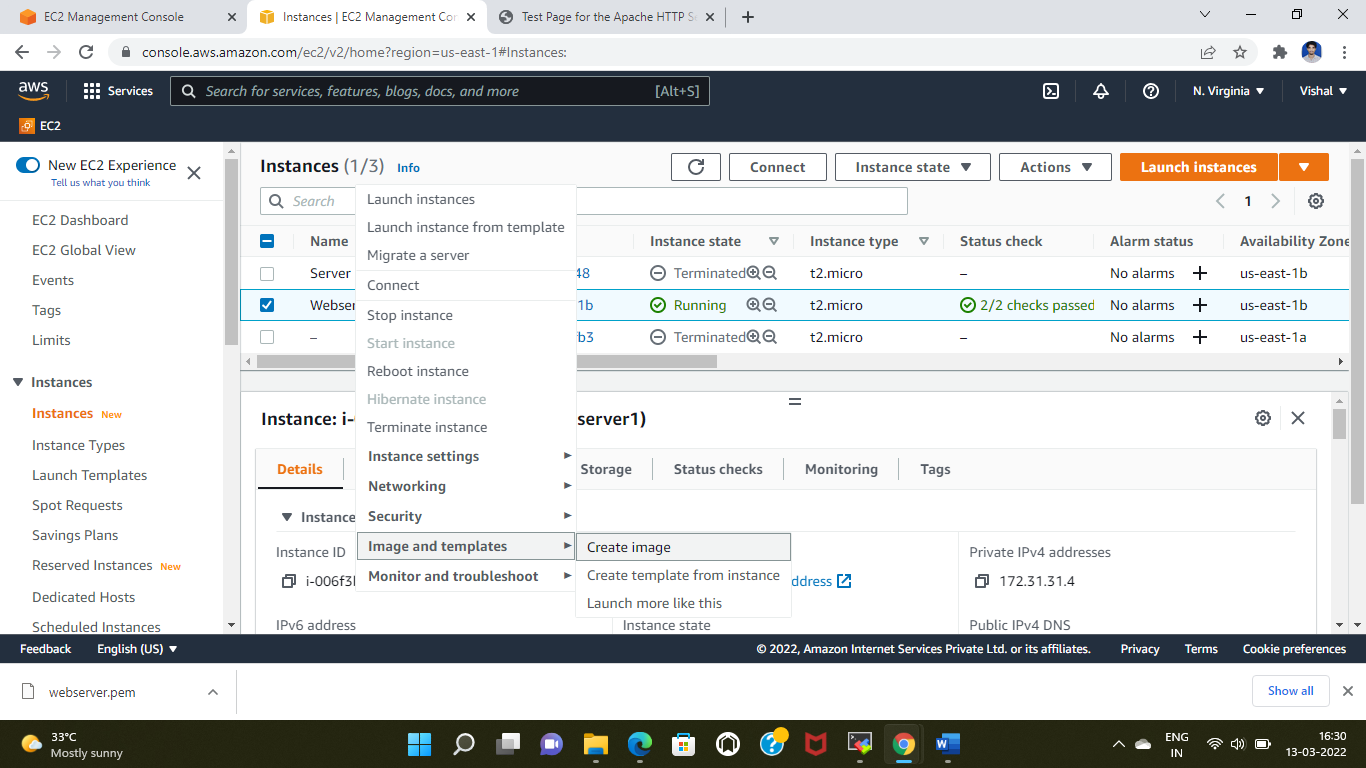 EC2 Management Console
Instances | EC2 Management Con
Test Page for the Apache HTTP Se
console.aws.amazon.com/ec2/v2/home?region=us-east-1#Instances:
aws
Services
Search for services, features, blogs, docs, and more
[Alt+S]
N. Virginia
Vishal
EC2
New EC2 Experience
Tell us what you think
EC2 Dashboard
EC2 Global View
Events
Tags
Limits
Instances
Instances New
Instance Types
Launch Templates
Spot Requests
Savings Plans
Reserved Instances New
Dedicated Hosts
Scheduled Instances
Instances (1/3) Info
Connect
Instance state
Actions
Launch instances
Search
1
Name Instance state Instance type Status check Alarm status Availability Zone
Server 48 Terminated t2.micro – No alarms + us-east-1b
Webser 1b Running t2.micro 2/2 checks passed No alarms + us-east-1b
– fb3 Terminated t2.micro – No alarms + us-east-1a
Launch instances
Launch instance from template
Migrate a server
Connect
Stop instance
Start instance
Reboot instance
Hibernate instance
Terminate instance
Instance settings
Networking
Security
Image and templates
Monitor and troubleshoot
Create image
Create template from instance
Launch more like this
Instance: i- server1)
Details
Storage
Status checks
Monitoring
Tags
Instance
Instance ID
i-006f3
ddress
Private IPv4 addresses
172.31.31.4
IPv6 address
Instance state
Public IPv4 DNS
Feedback
English (US)
© 2022, Amazon Internet Services Private Ltd. or its affiliates.
Privacy
Terms
Cookie preferences
webserver.pem
Show all
33°C
Mostly sunny
ENG
IN
16:30
13-03-2022